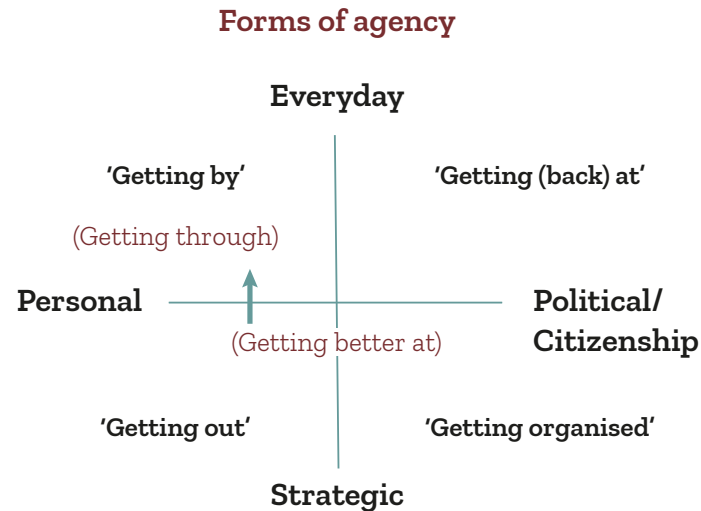 Forms of agency
Everyday
‘Getting by’
‘Getting (back) at’
(Getting through)
Personal
Political/
Citizenship
(Getting better at)
‘Getting out’
‘Getting organised’
Strategic